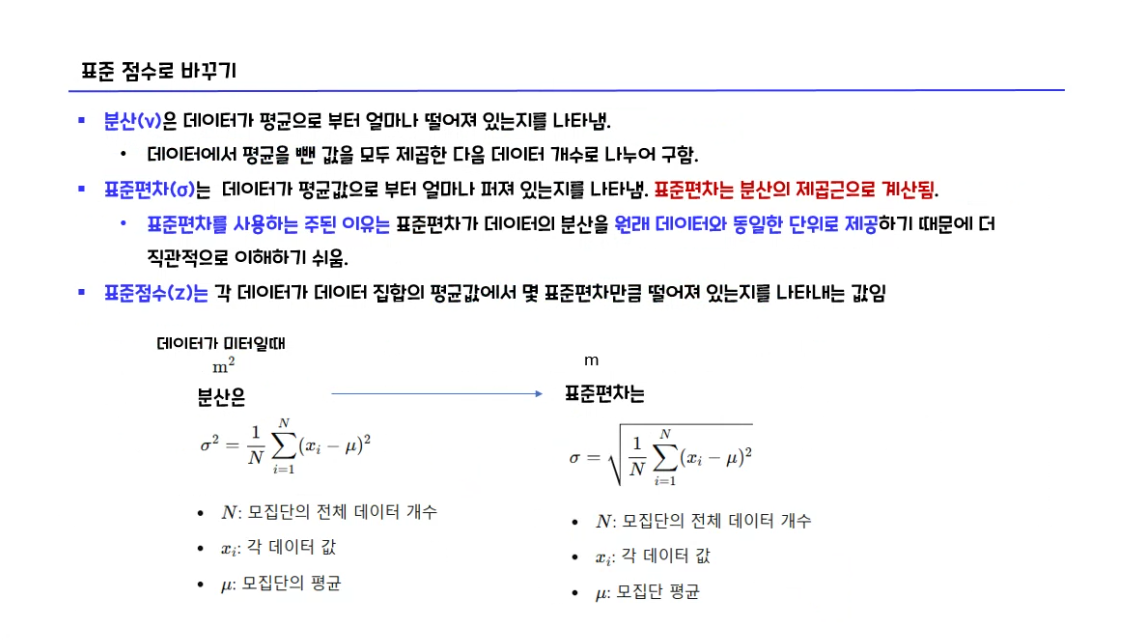 표준 점수로 바꾸기
▪ 분산(v)은 데이터가 평균으로 부터 얼마나 떨어져 있는지를 나타냄.
• 데이터에서 평균을 뺀 값을 모두 제곱한 다음 데이터 개수로 나누어 구함.
▪ 표준편차(σ)는 데이터가 평균값으로 부터 얼마나 퍼져 있는지를 나타냄. 표준편차는 분산의 제곱근으로 계산됨.
• 표준편차를 사용하는 주된 이유는 표준편차가 데이터의 분산을 원래 데이터와 동일한 단위로 제공하기 때문에 더
직관적으로 이해하기 쉬움.
▪ 표준점수(z)는 각 데이터가 데이터 집합의 평균값에서 몇 표준편차만큼 떨어져 있는지를 나타내는 값임
데이터가 미터일때
m²
분산은
σ² = 1/N ∑_{i=1}^{N} (x_i − μ)²
• N: 모집단의 전체 데이터 개수
• x_i: 각 데이터 값
• μ: 모집단의 평균
m
표준편차는
σ = √(1/N ∑_{i=1}^{N} (x_i − μ)²)
• N: 모집단의 전체 데이터 개수
• x_i: 각 데이터 값
• μ: 모집단 평균